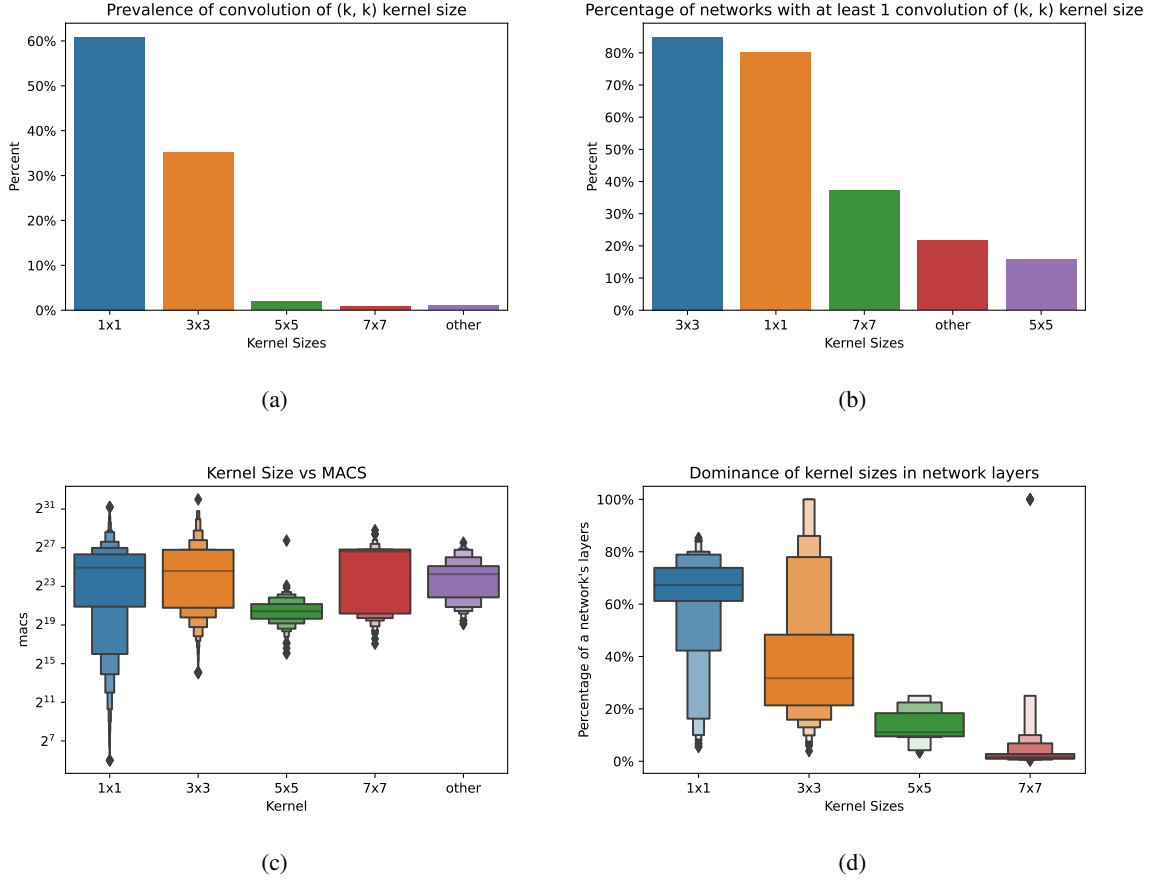 Prevalence of convolution of (k, k) kernel size
60%
50%
40%
30%
20%
10%
0%
Percent
1x1 3x3 5x5 7x7 other
Kernel Sizes
(a)
Percentage of networks with at least 1 convolution of (k, k) kernel size
80%
70%
60%
50%
40%
30%
20%
10%
0%
Percent
3x3 1x1 7x7 other 5x5
Kernel Sizes
(b)
Kernel Size vs MACS
2^31
2^27
2^23
2^19
2^15
2^11
2^7
macs
1x1 3x3 5x5 7x7 other
Kernel
(c)
Dominance of kernel sizes in network layers
100%
80%
60%
40%
20%
0%
Percentage of a network's layers
1x1 3x3 5x5 7x7
Kernel Sizes
(d)